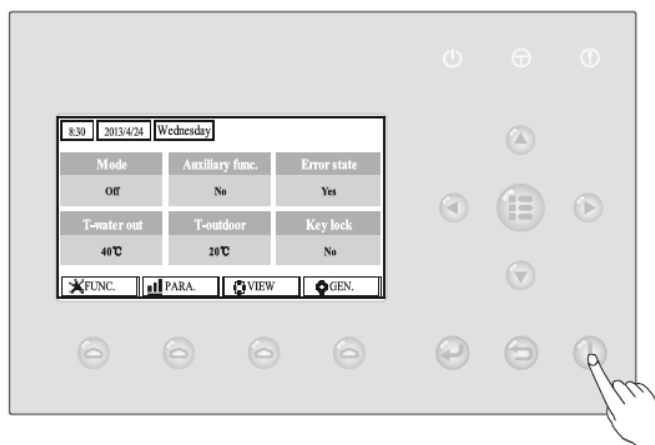 8:30 2013/4/24 Wednesday
Mode Auxiliary func. Error state
Off No Yes
T-water out T-outdoor Key lock
40℃ 20℃ No
FUNC. PARA. VIEW GEN.